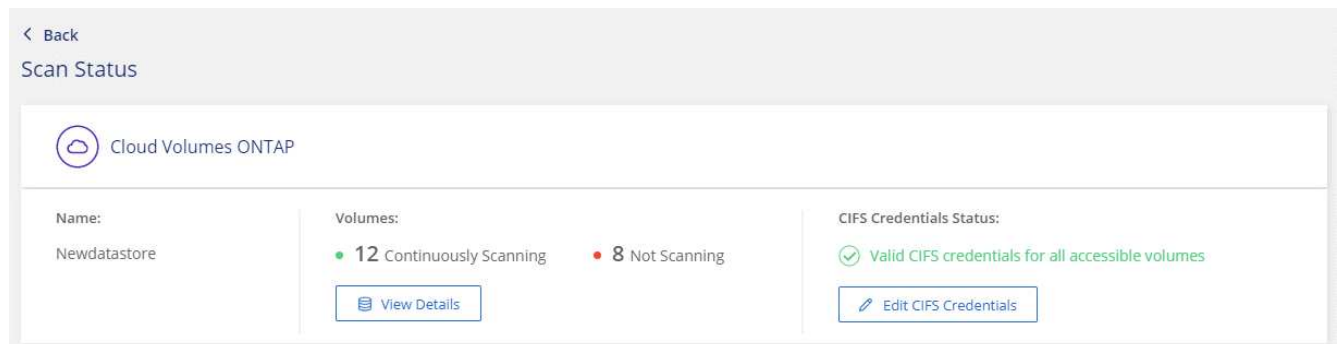 Back
Scan Status
Cloud Volumes ONTAP
Name:
Newdatastore
Volumes:
12 Continuously Scanning
8 Not Scanning
View Details
CIFS Credentials Status:
Valid CIFS credentials for all accessible volumes
Edit CIFS Credentials